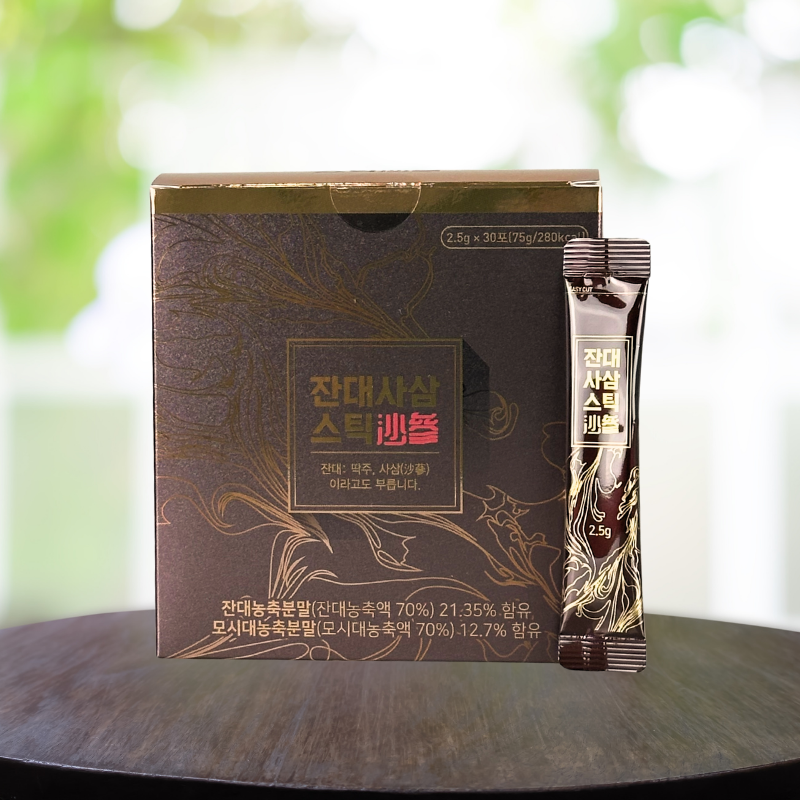 2.5g × 30포(75g/280kcal)
잔대사삼
스틱沙蔘
잔대: 딱주, 사삼(沙蔘)
이라고도 부릅니다.
잔대농축분말(잔대농축액 70%) 21.35% 함유,
모시대농축분말(모시대농축액 70%) 12.7% 함유
EASY CUT
잔대
사삼
스틱
沙蔘
2.5g